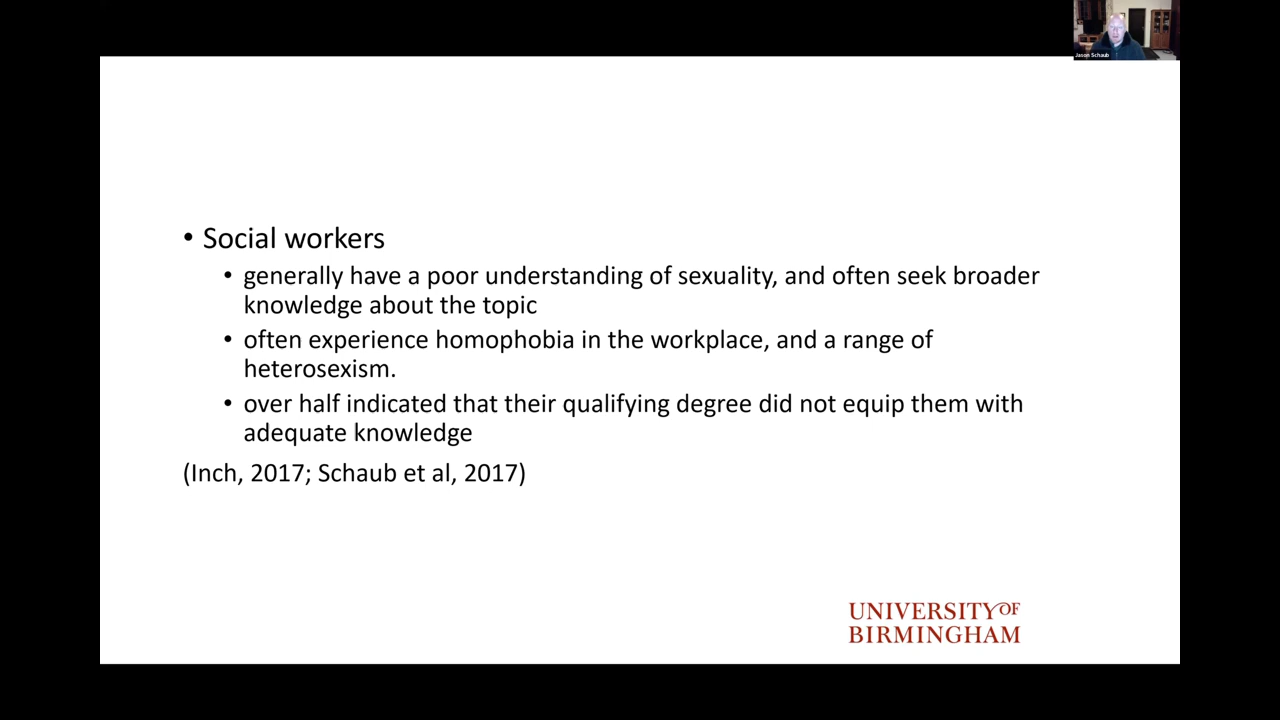 Jason Schaub
• Social workers
• generally have a poor understanding of sexuality, and often seek broader
knowledge about the topic
• often experience homophobia in the workplace, and a range of
heterosexism.
• over half indicated that their qualifying degree did not equip them with
adequate knowledge
(Inch, 2017; Schaub et al, 2017)
UNIVERSITY OF
BIRMINGHAM